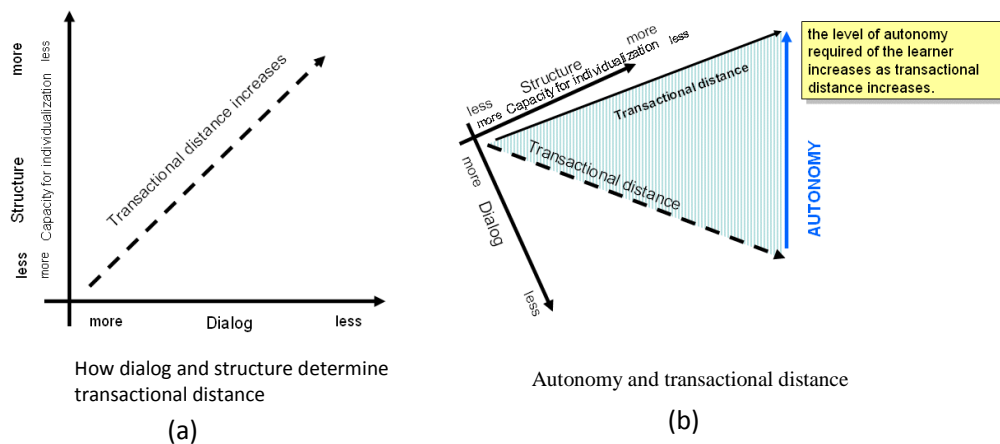 more
less
Structure
Capacity for individualization
less
more
Transactional distance increases
more
Dialog
less
How dialog and structure determine
transactional distance
(a)
less
Structure
more
more
Capacity for individualization
less
Transactional distance
Transactional distance
more
Dialog
less
AUTONOMY
the level of autonomy
required of the learner
increases as transactional
distance increases.
Autonomy and transactional distance
(b)